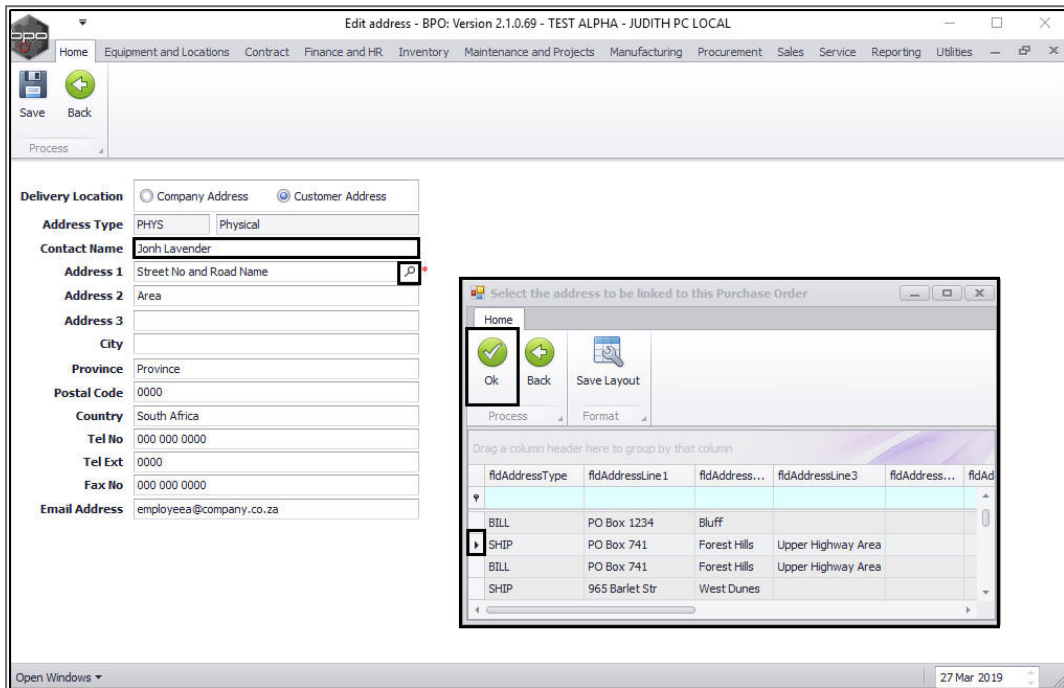 Edit address - BPO: Version 2.1.0.69 - TEST ALPHA - JUDITH PC LOCAL
bpo
Home Equipment and Locations Contract Finance and HR Inventory Maintenance and Projects Manufacturing Procurement Sales Service Reporting Utilities
Save Back
Process
Delivery Location Company Address Customer Address
Address Type PHYS Physical
Contact Name Jonh Lavender
Address 1 Street No and Road Name *
Address 2 Area
Address 3
City
Province Province
Postal Code 0000
Country South Africa
Tel No 000 000 0000
Tel Ext 0000
Fax No 000 000 0000
Email Address employeea@company.co.za
Select the address to be linked to this Purchase Order
Home
Ok Back Save Layout
Process Format
Drag a column header here to group by that column
fldAddressType fldAddressLine1 fldAddress... fldAddressLine3 fldAddress... fldAd
BILL PO Box 1234 Bluff
SHIP PO Box 741 Forest Hills Upper Highway Area
BILL PO Box 741 Forest Hills Upper Highway Area
SHIP 965 Barlet Str West Dunes
Open Windows 27 Mar 2019